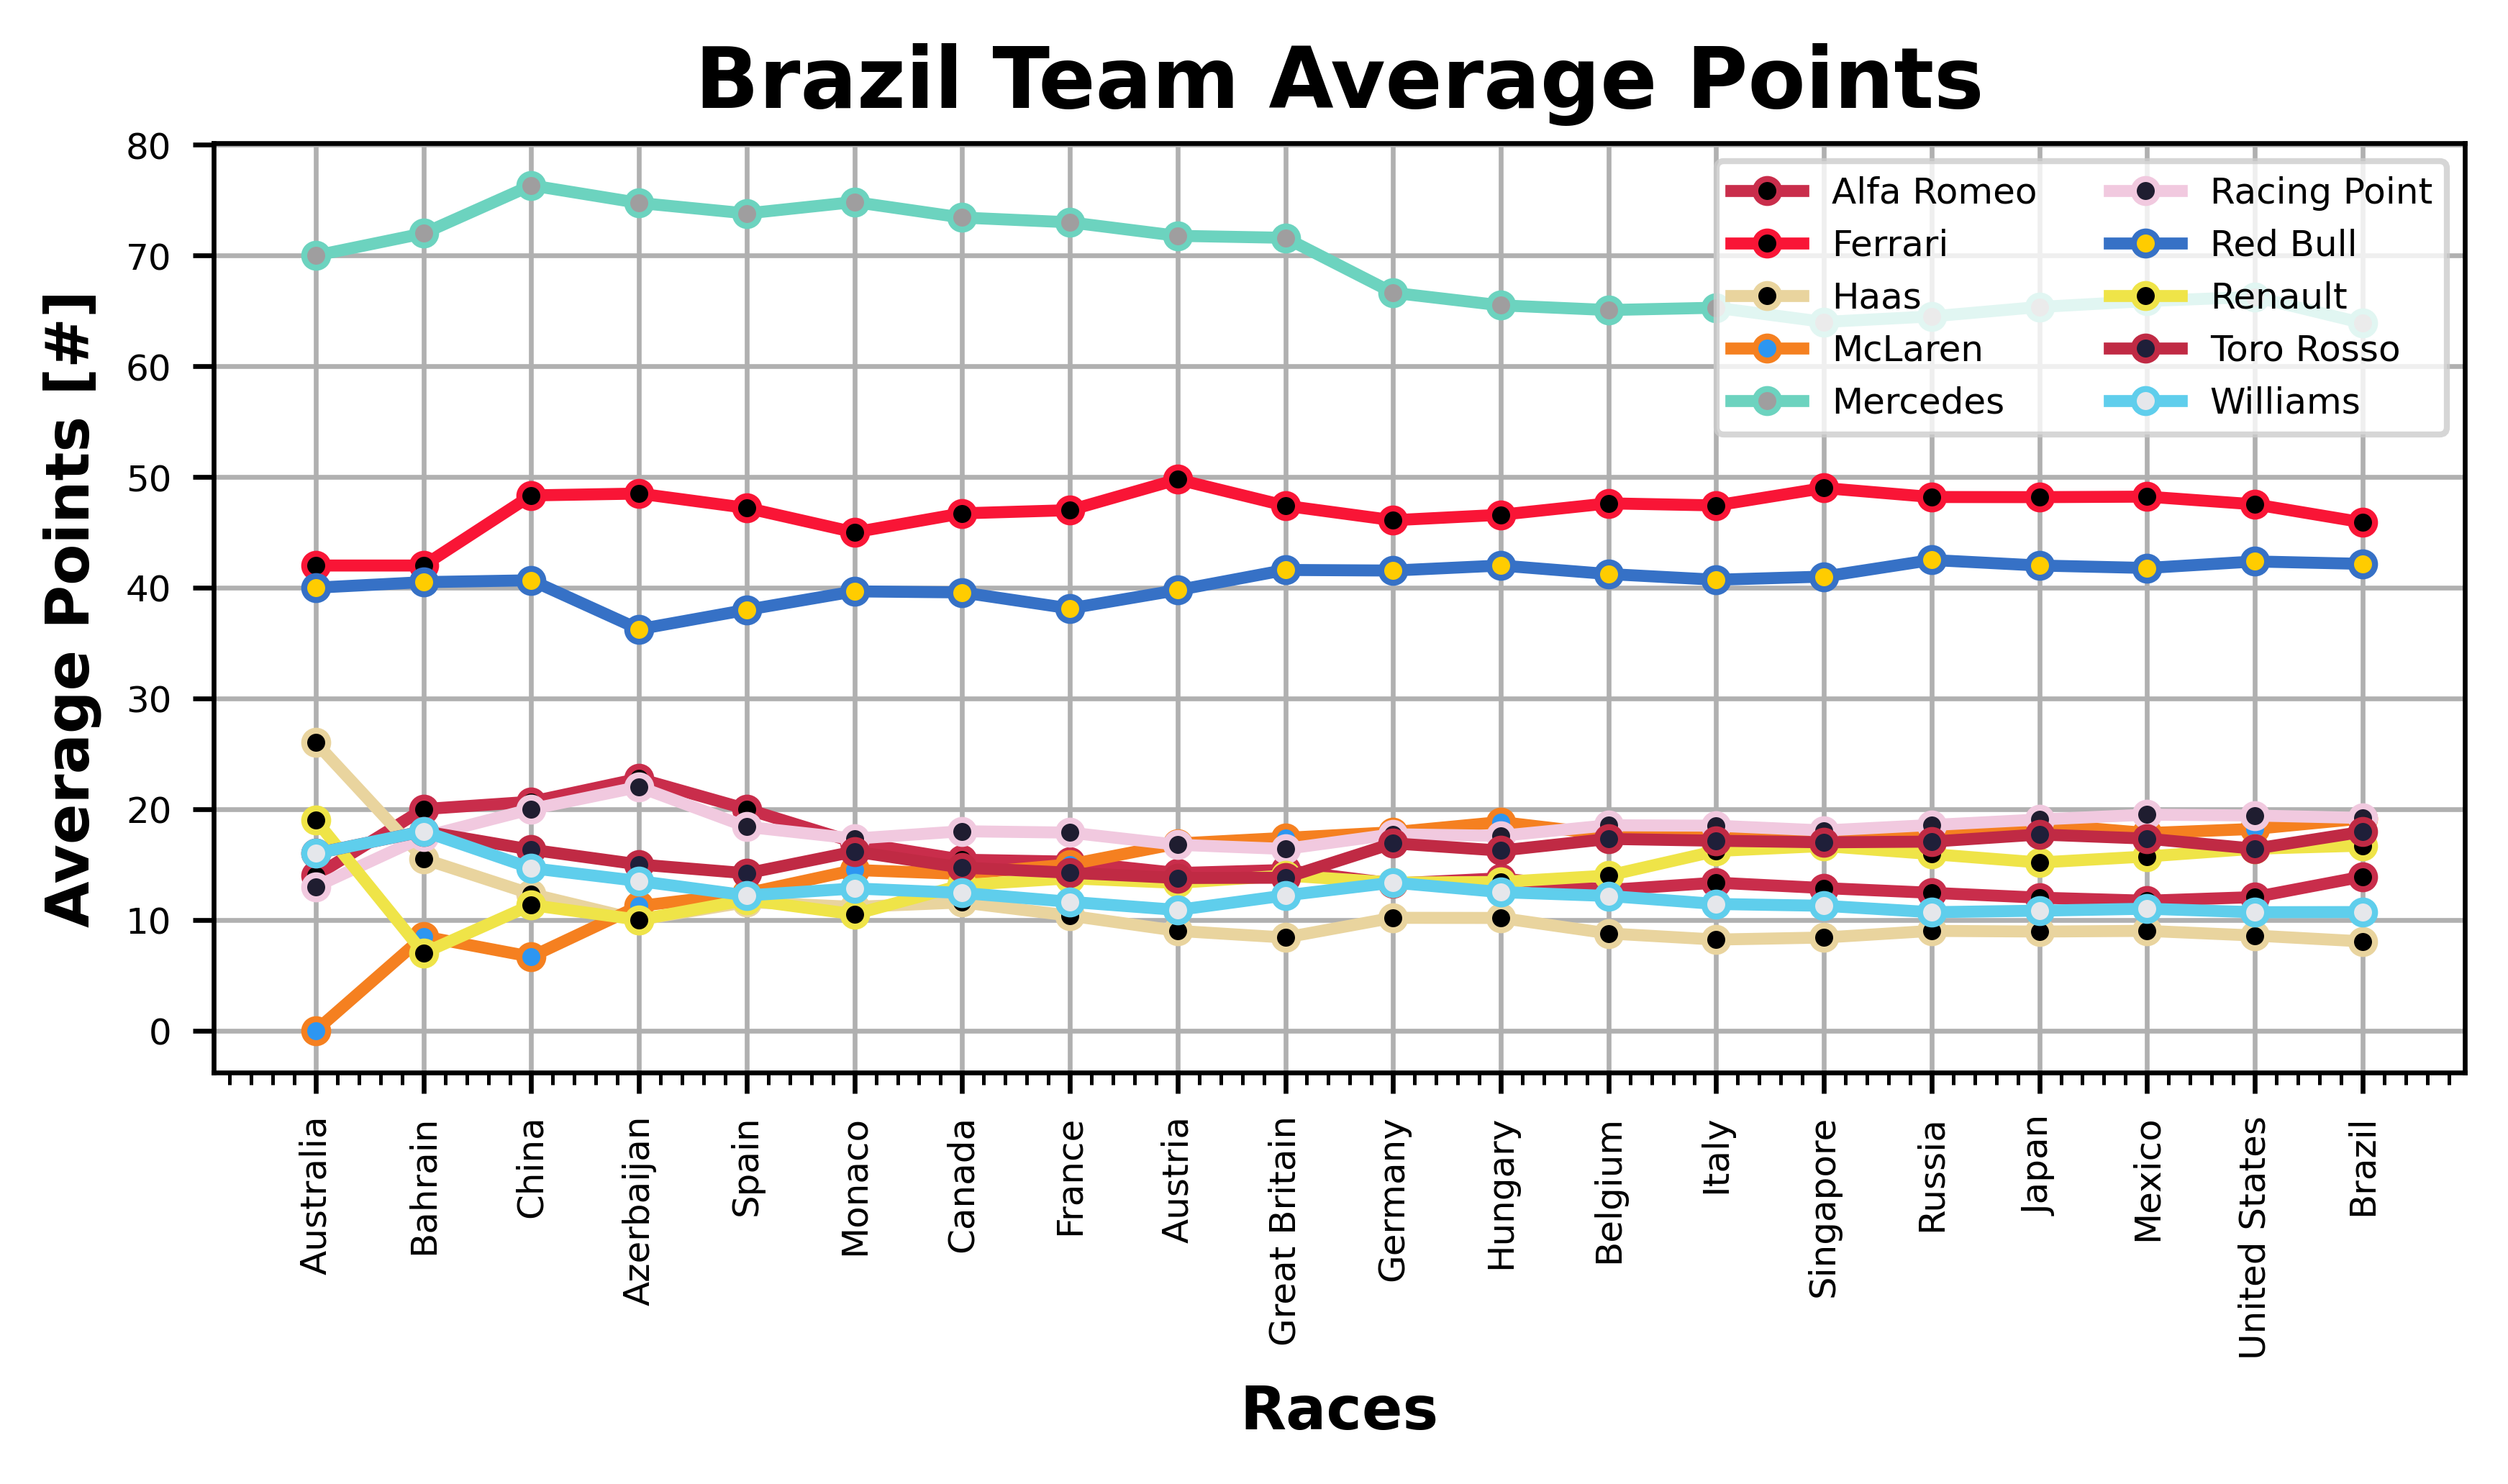 Brazil Team Average Points
Average Points [#]
80
70
60
50
40
30
20
10
0
Alfa Romeo
Ferrari
Haas
McLaren
Mercedes
Racing Point
Red Bull
Renault
Toro Rosso
Williams
Australia
Bahrain
China
Azerbaijan
Spain
Monaco
Canada
France
Austria
Great Britain
Germany
Hungary
Belgium
Italy
Singapore
Russia
Japan
Mexico
United States
Brazil
Races